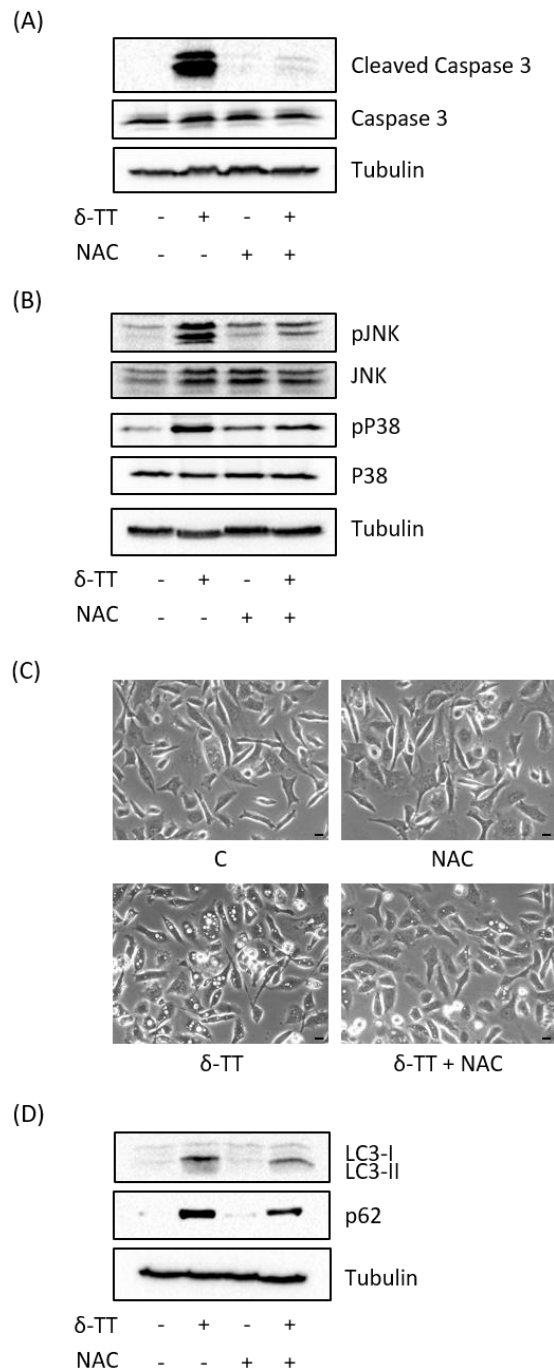 (A)
Cleaved Caspase 3
Caspase 3
Tubulin
δ-TT - + - +
NAC - - + +
(B)
pJNK
JNK
pP38
P38
Tubulin
δ-TT - + - +
NAC - - + +
(C)
C NAC
δ-TT δ-TT + NAC
(D)
LC3-I
LC3-II
p62
Tubulin
δ-TT - + - +
NAC - - + +